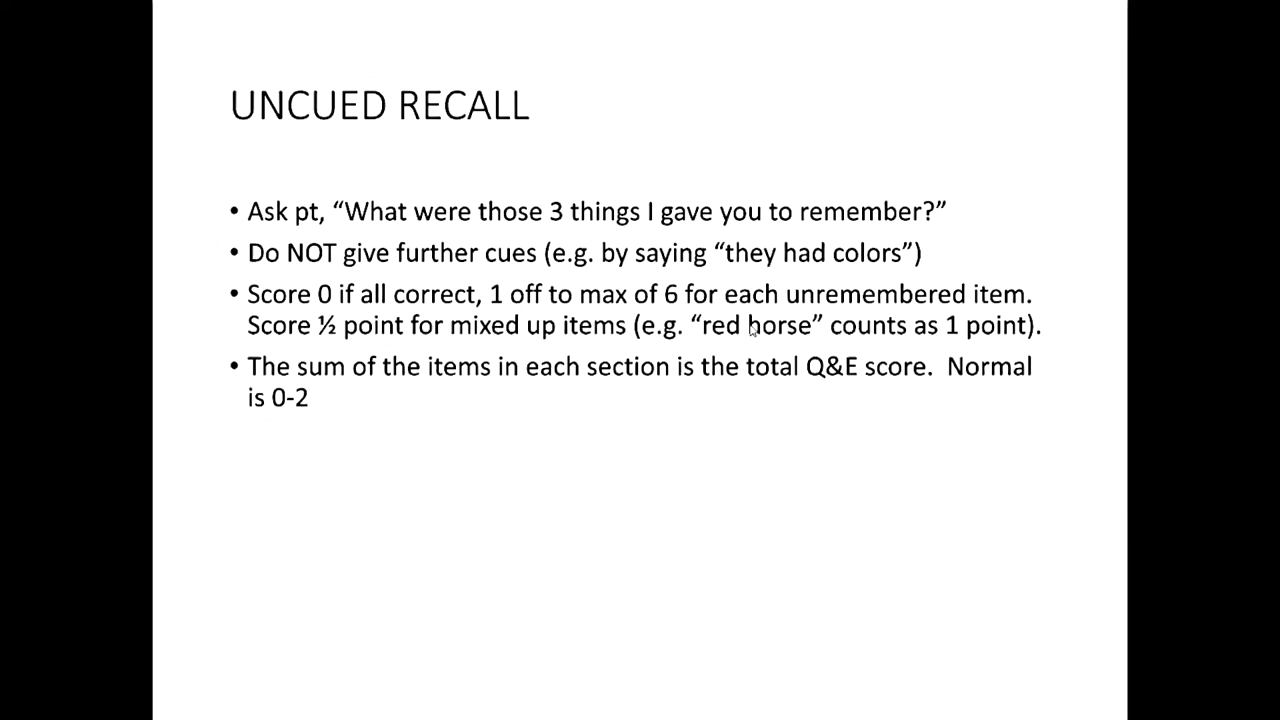 UNCUED RECALL
• Ask pt, “What were those 3 things I gave you to remember?”
• Do NOT give further cues (e.g. by saying “they had colors”)
• Score 0 if all correct, 1 off to max of 6 for each unremembered item.
Score ½ point for mixed up items (e.g. “red horse” counts as 1 point).
• The sum of the items in each section is the total Q&E score.  Normal
is 0-2